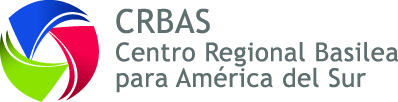 CRBAS
Centro Regional Basilea
para América del Sur